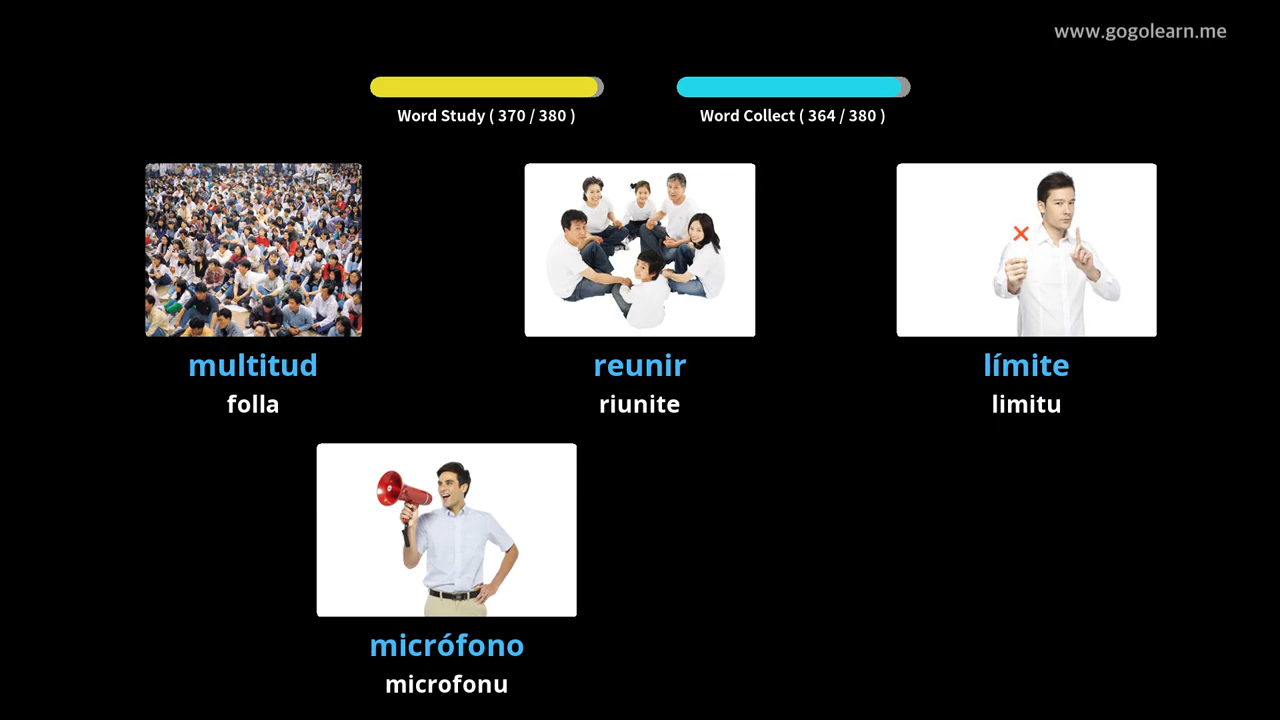 www.gogolearn.me
Word Study ( 370 / 380 )
Word Collect ( 364 / 380 )
multitud
folla
reunir
riunite
límite
limitu
micrófono
microfonu